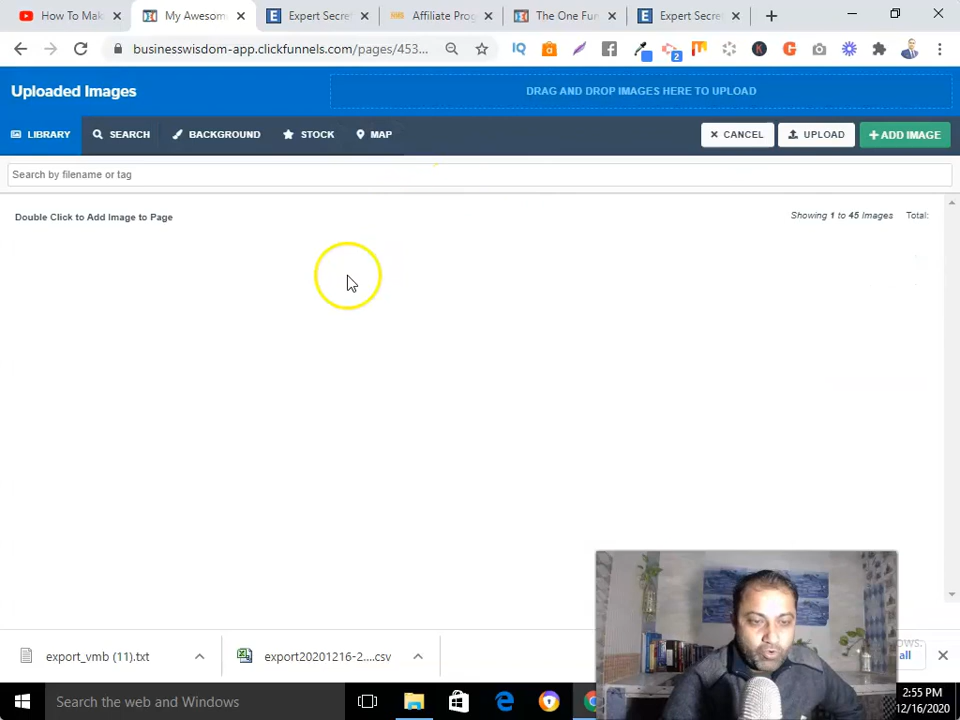 How To Mak
My Awesom
Expert Secre
Affiliate Prog
The One Fun
Expert Secre
businesswisdom-app.clickfunnels.com/pages/453...
2
Uploaded Images
DRAG AND DROP IMAGES HERE TO UPLOAD
LIBRARY
SEARCH
BACKGROUND
STOCK
MAP
CANCEL
UPLOAD
ADD IMAGE
Search by filename or tag
Double Click to Add Image to Page
Showing 1 to 45 Images
Total:
export_vmb (11).txt
export20201216-2....csv
all
Search the web and Windows
2:55 PM
12/16/2020